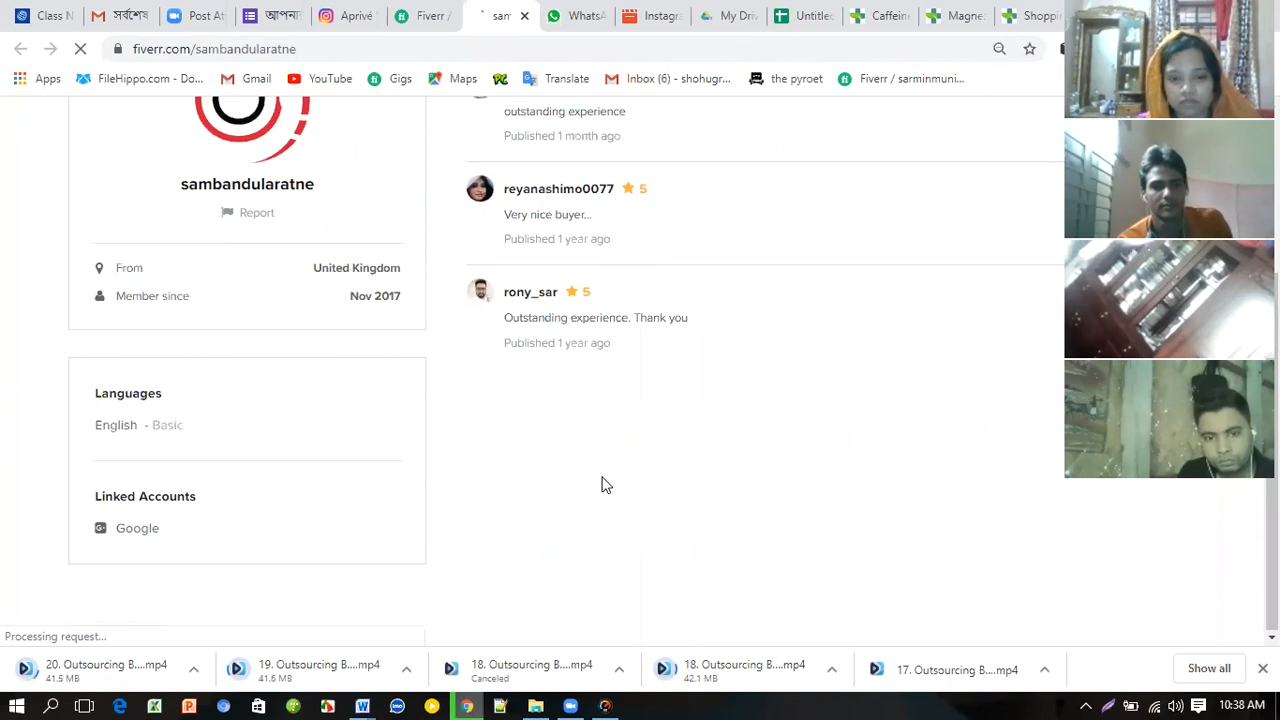 Class N
সর্বশেষ
Post At
আপনা
Aprivé
Fiverr /
san
WhatsA
Instagra
My Driv
Untitlec
Caffein
Magne
Shoppi
fiverr.com/sambandularatne
Apps
FileHippo.com - Do...
Gmail
YouTube
Gigs
Maps
Translate
Inbox (6) - shohugr...
the pyroet
Fiverr / sarminmuni...
outstanding experience
Published 1 month ago
sambandularatne
Report
From United Kingdom
Member since Nov 2017
reyanashimo0077 5
Very nice buyer...
Published 1 year ago
rony_sar 5
Outstanding experience. Thank you
Published 1 year ago
Languages
English - Basic
Linked Accounts
Google
Processing request...
20. Outsourcing B....mp4
41.5 MB
19. Outsourcing B....mp4
41.6 MB
18. Outsourcing B....mp4
Canceled
18. Outsourcing B....mp4
42.1 MB
17. Outsourcing B....mp4
Show all
10:38 AM